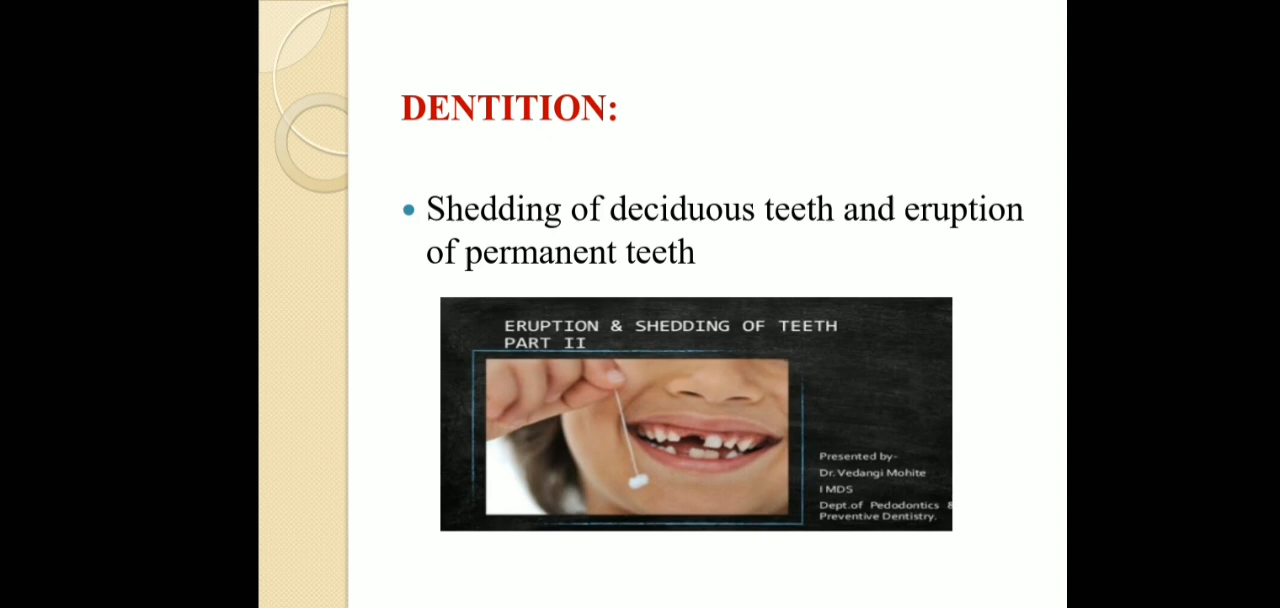 DENTITION:
Shedding of deciduous teeth and eruption
of permanent teeth
ERUPTION & SHEDDING OF TEETH
PART II
Presented by-
Dr. Vedangi Mohite
I MDS
Dept.of Pedodontics &
Preventive Dentistry.